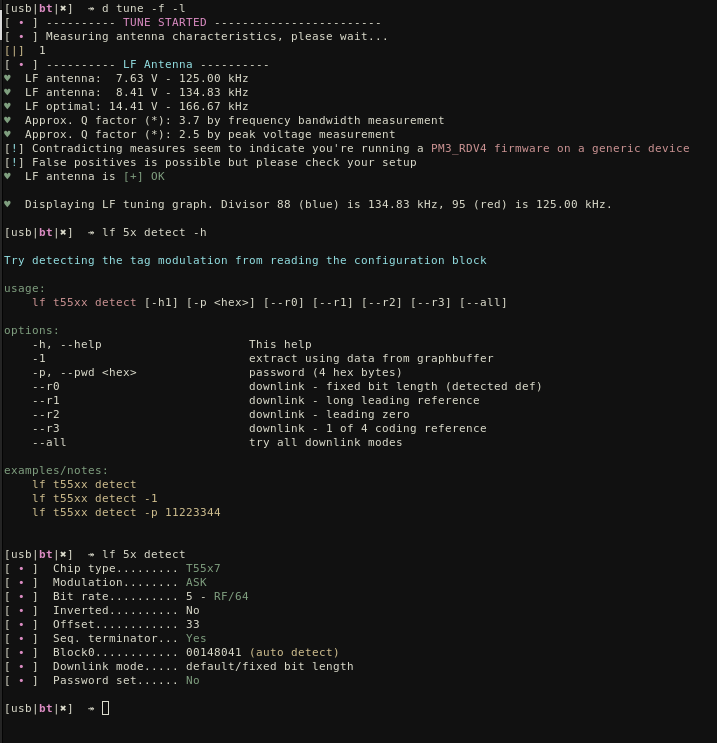 [usb|bt|✖]  ↠ d tune -f -l
[ • ] ---------- TUNE STARTED ------------------------
[ • ] Measuring antenna characteristics, please wait...
[|]  1
[ • ] ---------- LF Antenna ----------
♥  LF antenna:  7.63 V - 125.00 kHz
♥  LF antenna:  8.41 V - 134.83 kHz
♥  LF optimal: 14.41 V - 166.67 kHz
♥  Approx. Q factor (*): 3.7 by frequency bandwidth measurement
♥  Approx. Q factor (*): 2.5 by peak voltage measurement
[!] Contradicting measures seem to indicate you're running a PM3_RDV4 firmware on a generic device
[!] False positives is possible but please check your setup
♥  LF antenna is [+] OK
♥  Displaying LF tuning graph. Divisor 88 (blue) is 134.83 kHz, 95 (red) is 125.00 kHz.
[usb|bt|✖]  ↠ lf 5x detect -h
Try detecting the tag modulation from reading the configuration block
usage:
    lf t55xx detect [-h1] [-p <hex>] [--r0] [--r1] [--r2] [--r3] [--all]
options:
    -h, --help                     This help
    -1                             extract using data from graphbuffer
    -p, --pwd <hex>                password (4 hex bytes)
    --r0                           downlink - fixed bit length (detected def)
    --r1                           downlink - long leading reference
    --r2                           downlink - leading zero
    --r3                           downlink - 1 of 4 coding reference
    --all                          try all downlink modes
examples/notes:
    lf t55xx detect
    lf t55xx detect -1
    lf t55xx detect -p 11223344
[usb|bt|✖]  ↠ lf 5x detect
[ • ]  Chip type......... T55x7
[ • ]  Modulation........ ASK
[ • ]  Bit rate.......... 5 - RF/64
[ • ]  Inverted.......... No
[ • ]  Offset............ 33
[ • ]  Seq. terminator... Yes
[ • ]  Block0............ 00148041 (auto detect)
[ • ]  Downlink mode..... default/fixed bit length
[ • ]  Password set...... No
[usb|bt|✖]  ↠